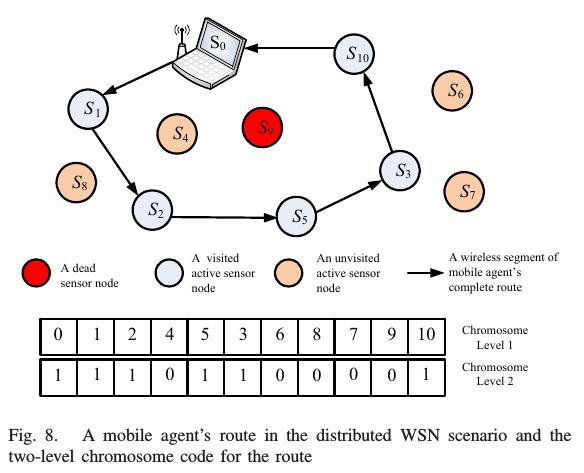 S0
S10
S1
S4
S9
S6
S8
S2
S5
S3
S7
A dead
sensor node
A visited
active sensor
node
An unvisited
active sensor
node
A wireless segment of
mobile agent's
complete route
0 1 2 4 5 3 6 8 7 9 10
Chromosome
Level 1
1 1 1 0 1 1 0 0 0 0 1
Chromosome
Level 2
Fig. 8. A mobile agent's route in the distributed WSN scenario and the
two-level chromosome code for the route